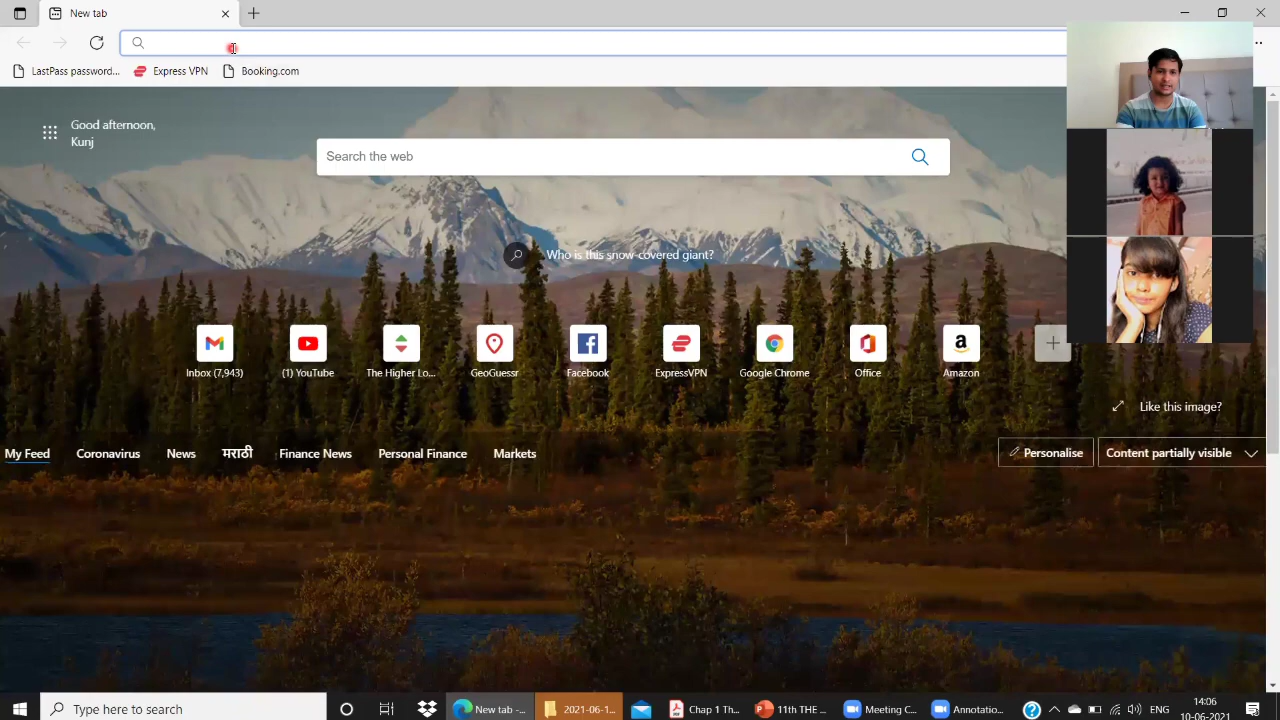 New tab
LastPass password...
Express VPN
Booking.com
Good afternoon,
Kunj
Search the web
Who is this snow-covered giant?
Inbox (7,943)
(1) YouTube
The Higher Lo...
GeoGuessr
Facebook
ExpressVPN
Google Chrome
Office
Amazon
Like this image?
My Feed
Coronavirus
News
मराठी
Finance News
Personal Finance
Markets
Personalise
Content partially visible
Type here to search
New tab -...
2021-06-1...
Chap 1 Th...
11th THE ...
Meeting C...
Annotatio...
ENG
14:06
10-06-2021